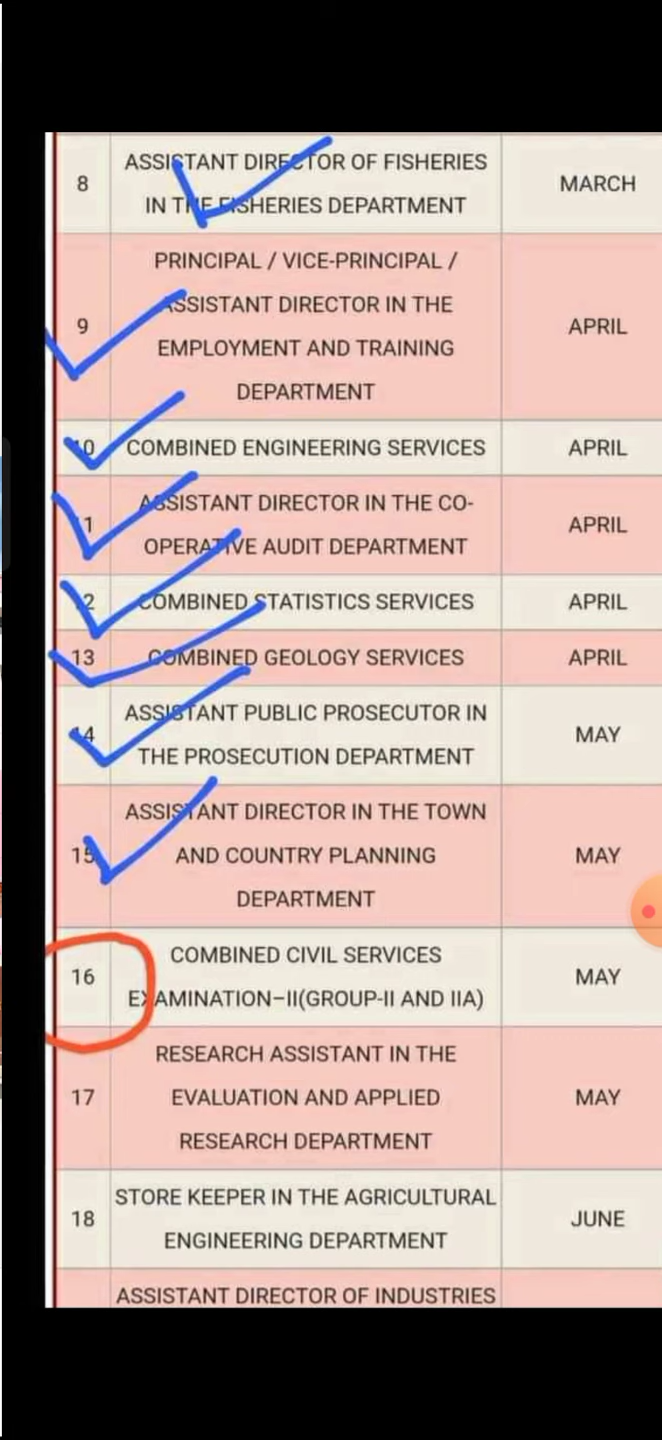 8
ASSISTANT DIRECTOR OF FISHERIES
IN THE FISHERIES DEPARTMENT
MARCH
9
PRINCIPAL / VICE-PRINCIPAL /
ASSISTANT DIRECTOR IN THE
EMPLOYMENT AND TRAINING
DEPARTMENT
APRIL
10
COMBINED ENGINEERING SERVICES
APRIL
11
ASSISTANT DIRECTOR IN THE CO-
OPERATIVE AUDIT DEPARTMENT
APRIL
12
COMBINED STATISTICS SERVICES
APRIL
13
COMBINED GEOLOGY SERVICES
APRIL
14
ASSISTANT PUBLIC PROSECUTOR IN
THE PROSECUTION DEPARTMENT
MAY
15
ASSISTANT DIRECTOR IN THE TOWN
AND COUNTRY PLANNING
DEPARTMENT
MAY
16
COMBINED CIVIL SERVICES
EXAMINATION–II(GROUP-II AND IIA)
MAY
17
RESEARCH ASSISTANT IN THE
EVALUATION AND APPLIED
RESEARCH DEPARTMENT
MAY
18
STORE KEEPER IN THE AGRICULTURAL
ENGINEERING DEPARTMENT
JUNE
ASSISTANT DIRECTOR OF INDUSTRIES